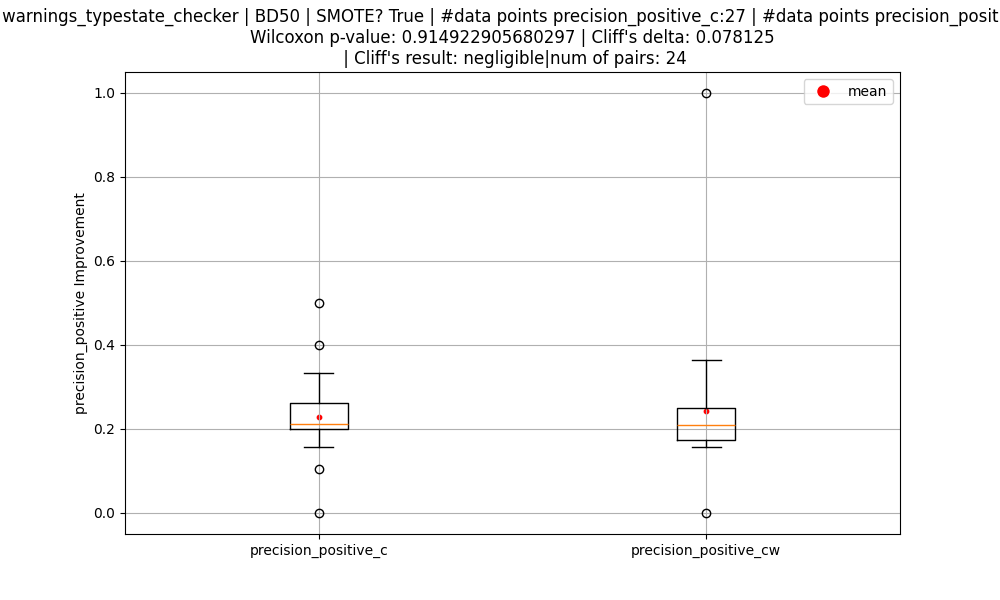 warnings_typestate_checker | BD50 | SMOTE? True | #data points precision_positive_c:27 | #data points precision_posit
Wilcoxon p-value: 0.914922905680297 | Cliff's delta: 0.078125
| Cliff's result: negligible|num of pairs: 24
mean
1.0
0.8
0.6
0.4
0.2
0.0
precision_positive Improvement
precision_positive_c
precision_positive_cw